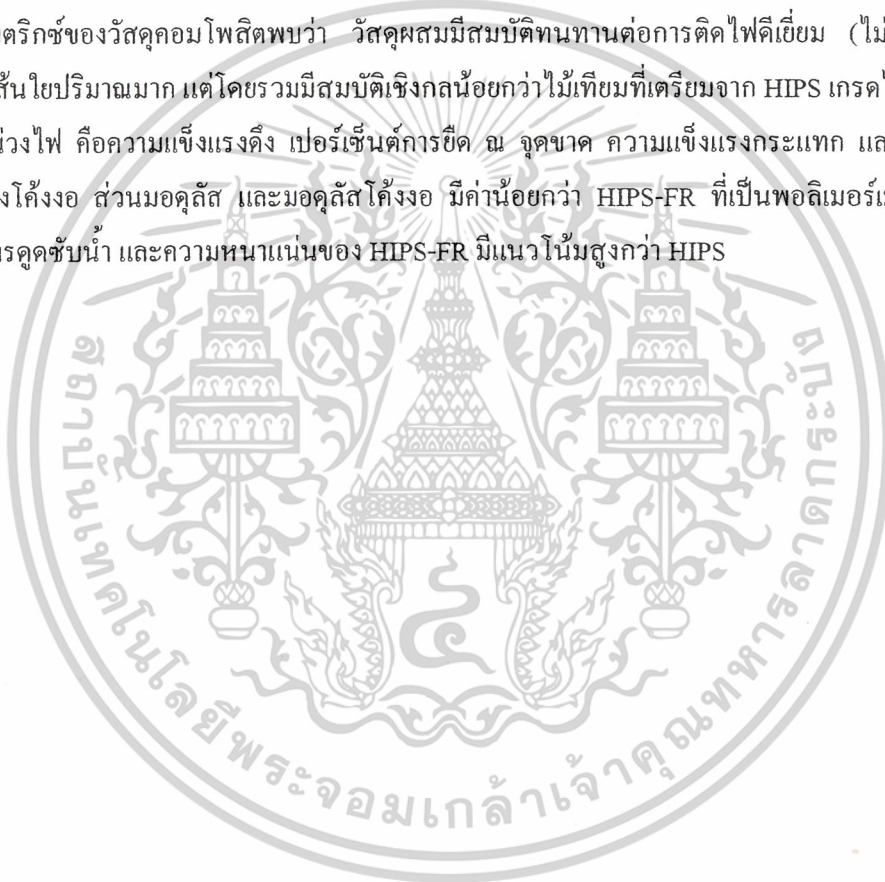 ตริกซ์ของวัสดุคอมโพสิตพบว่า วัสดุผสมมีสมบัติทนทานต่อการติดไฟดีเยี่ยม (ไม่
ส้นใยปริมาณมาก แต่โดยรวมมีสมบัติเชิงกลน้อยกว่าไม้เทียมที่เตรียมจาก HIPS เกรด
น่วงไฟ คือความแข็งแรงดึง เปอร์เซ็นต์การยืด ณ จุดขาด ความแข็งแรงกระแทก แล
งโค้งงอ ส่วนมอดุลัส และมอดุลัสโค้งงอ มีค่าน้อยกว่า HIPS-FR ที่เป็นพอลิเมอร์
รดูดซับน้ำ และความหนาแน่นของ HIPS-FR มีแนวโน้มสูงกว่า HIPS
สถาบันเทคโนโลยีพระจอมเกล้าเจ้าคุณทหารลาดกระบัง